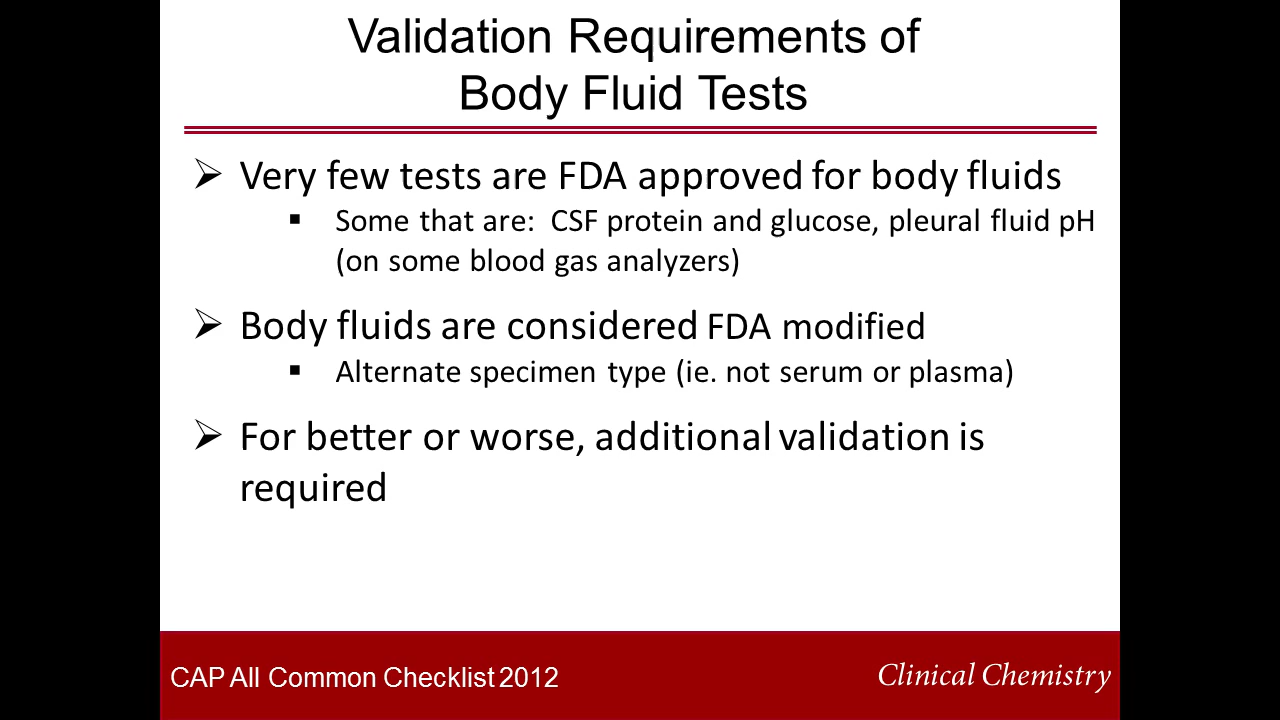 Validation Requirements of
Body Fluid Tests
➢ Very few tests are FDA approved for body fluids
▪ Some that are:  CSF protein and glucose, pleural fluid pH
(on some blood gas analyzers)
➢ Body fluids are considered FDA modified
▪ Alternate specimen type (ie. not serum or plasma)
➢ For better or worse, additional validation is
required
CAP All Common Checklist 2012
Clinical Chemistry